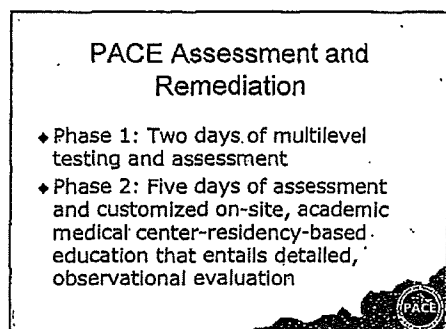 PACE Assessment and
Remediation
◆ Phase 1: Two days of multilevel
testing and assessment
◆ Phase 2: Five days of assessment
and customized on-site, academic
medical center-residency-based
education that entails detailed,
observational evaluation
PACE